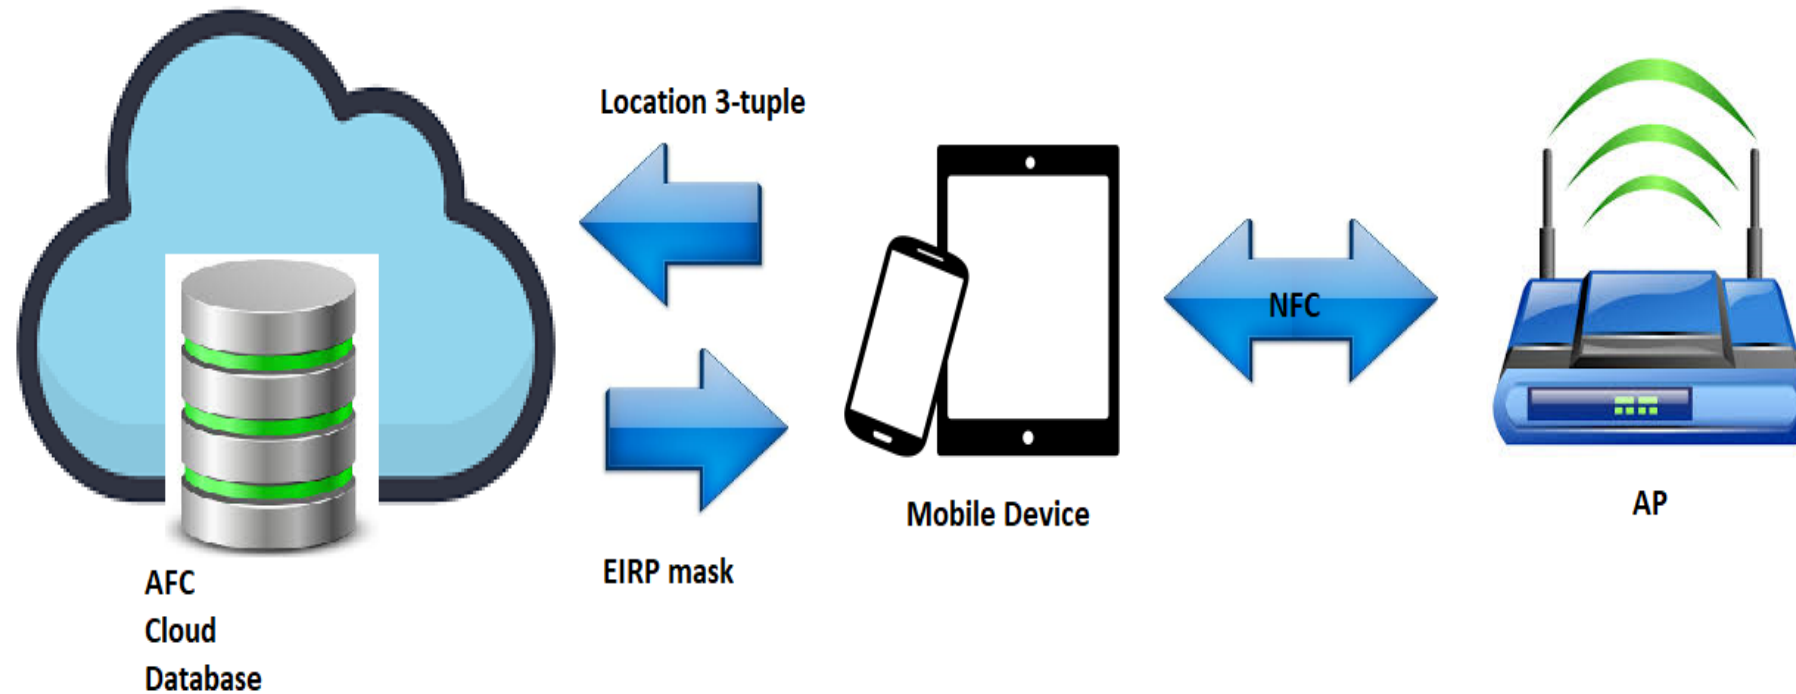 Location 3-tuple
NFC
Mobile Device
AP
EIRP mask
AFC
Cloud
Database